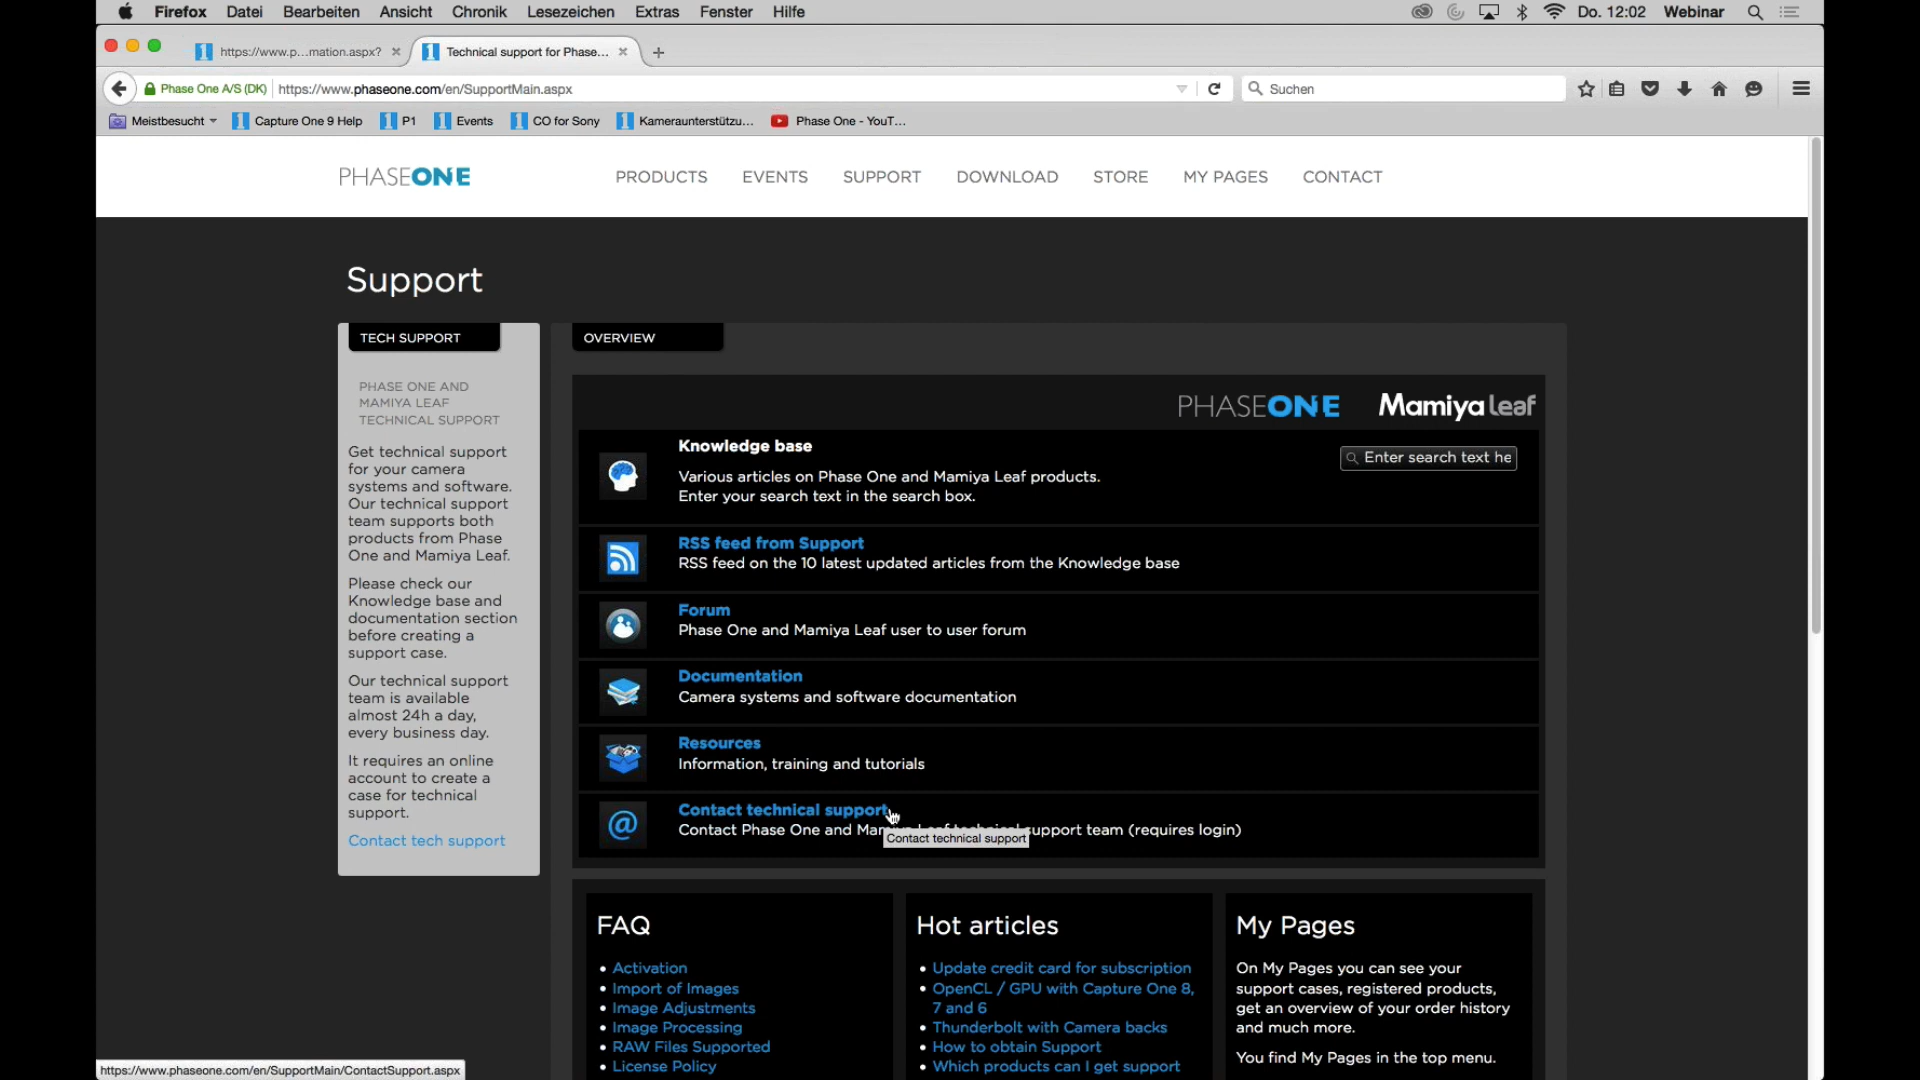 Firefox Datei Bearbeiten Ansicht Chronik Lesezeichen Extras Fenster Hilfe Do. 12:02 Webinar
https://www.p...mation.aspx? Technical support for Phase...
Phase One A/S (DK) https://www.phaseone.com/en/SupportMain.aspx Suchen
Meistbesucht Capture One 9 Help P1 Events CO for Sony Kameraunterstützu... Phase One - YouT...
PHASEONE PRODUCTS EVENTS SUPPORT DOWNLOAD STORE MY PAGES CONTACT
Support
TECH SUPPORT
PHASE ONE AND
MAMIYA LEAF
TECHNICAL SUPPORT
Get technical support
for your camera
systems and software.
Our technical support
team supports both
products from Phase
One and Mamiya Leaf.
Please check our
Knowledge base and
documentation section
before creating a
support case.
Our technical support
team is available
almost 24h a day,
every business day.
It requires an online
account to create a
case for technical
support.
Contact tech support
OVERVIEW
PHASEONE Mamiya Leaf
Knowledge base
Enter search text he
Various articles on Phase One and Mamiya Leaf products.
Enter your search text in the search box.
RSS feed from Support
RSS feed on the 10 latest updated articles from the Knowledge base
Forum
Phase One and Mamiya Leaf user to user forum
Documentation
Camera systems and software documentation
Resources
Information, training and tutorials
@
Contact technical support
Contact Phase One and Mamiya Leaf technical support team (requires login)
Contact technical support
FAQ
• Activation
• Import of Images
• Image Adjustments
• Image Processing
• RAW Files Supported
• License Policy
Hot articles
• Update credit card for subscription
• OpenCL / GPU with Capture One 8,
7 and 6
• Thunderbolt with Camera backs
• How to obtain Support
• Which products can I get support
My Pages
On My Pages you can see your
support cases, registered products,
get an overview of your order history
and much more.
You find My Pages in the top menu.
https://www.phaseone.com/en/SupportMain/ContactSupport.aspx